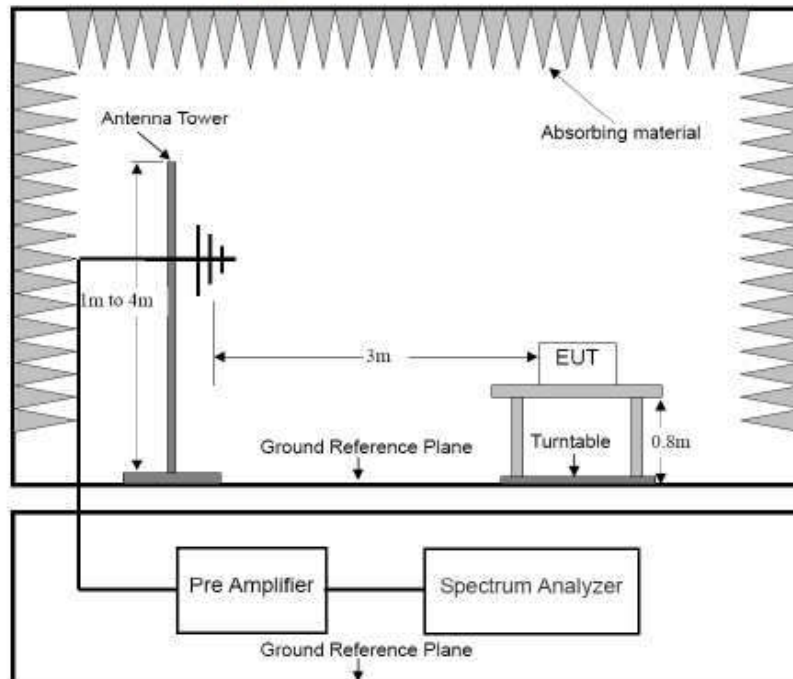 Antenna Tower
Absorbing material
1m to 4m
3m
EUT
Ground Reference Plane
Turntable
0.8m
Pre Amplifier
Spectrum Analyzer
Ground Reference Plane